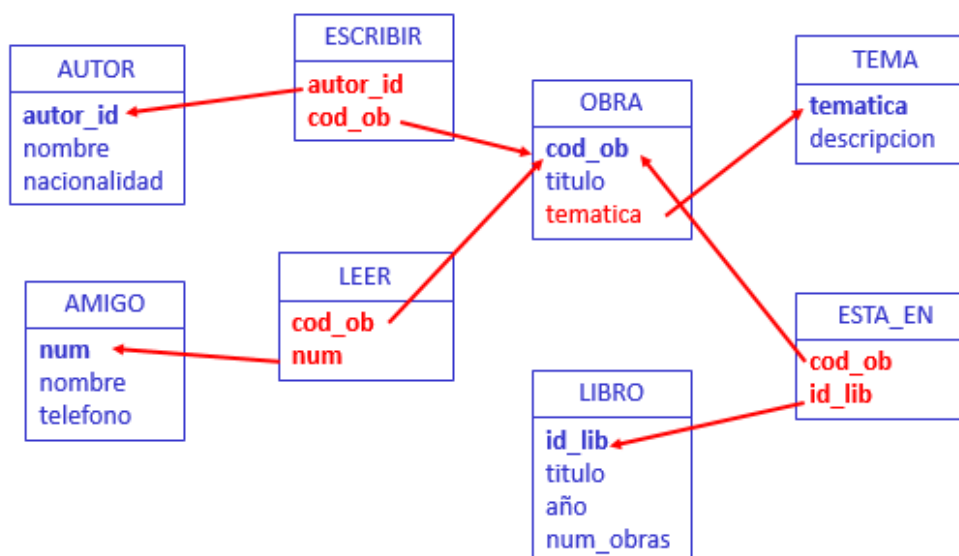 AUTOR
autor_id
nombre
nacionalidad
ESCRIBIR
autor_id
cod_ob
OBRA
cod_ob
titulo
tematica
TEMA
tematica
descripcion
AMIGO
num
nombre
telefono
LEER
cod_ob
num
LIBRO
id_lib
titulo
año
num_obras
ESTA_EN
cod_ob
id_lib